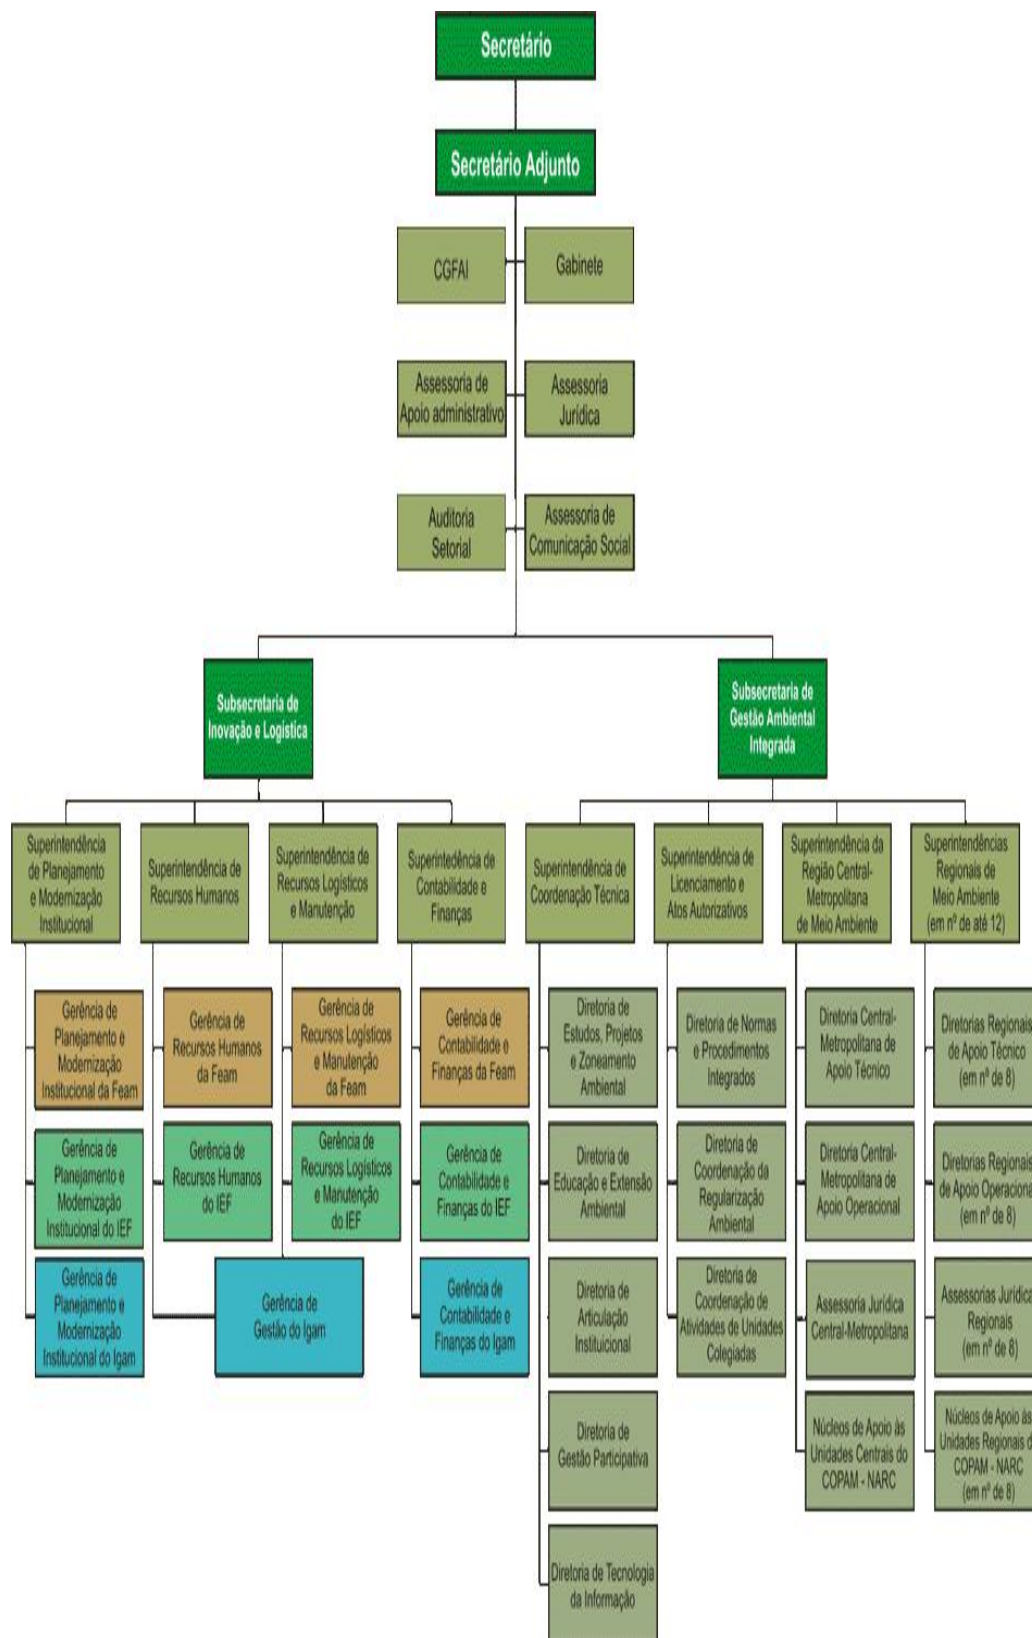 Secretário
Secretário Adjunto
CGFAI
Gabinete
Assessoria de
Apoio administrativo
Assessoria
Jurídica
Auditoria
Setorial
Assessoria de
Comunicação Social
Subsecretaria de
Inovação e Logística
Subsecretaria de
Gestão Ambiental
Integrada
Superintendência
de Planejamento
e Modernização
Institucional
Superintendência de
Recursos Humanos
Superintendência de
Recursos Logísticos
e Manutenção
Superintedência de
Contabilidade e
Finanças
Superintendência de
Coordenação Técnica
Superintendência de
Licenciamento e
Atos Autorizativos
Superintendência da
Região Central-
Metropolitana
de Meio Ambiente
Superintendências
Regionais de
Meio Ambiente
(em nº de até 12)
Gerência de
Planejamento e
Modernização
Institucional da Feam
Gerência de
Recursos Humanos
da Feam
Gerência de
Recursos Logísticos
e Manutenção
da Feam
Gerência de
Contabilidade e
Finanças da Feam
Diretoria de
Estudos, Projetos
e Zoneamento
Ambiental
Diretoria de Normas
e Procedimentos
Integrados
Diretoria Central-
Metropolitana de
Apoio Técnico
Diretorias Regionais
de Apoio Técnico
(em nº de 8)
Gerência de
Planejamento e
Modernização
Institucional do IEF
Gerência de
Recursos Humanos
do IEF
Gerência de
Recursos Logísticos
e Manutenção
do IEF
Gerência de
Contabilidade e
Finanças do IEF
Diretoria de
Educação e Extensão
Ambiental
Diretoria de
Coordenação da
Regularização
Ambiental
Diretoria Central-
Metropolitana de
Apoio Operacional
Diretorias Regionais
de Apoio Operacional
(em nº de 8)
Gerência de
Planejamento e
Modernização
Institucional do Igam
Gerência de
Gestão do Igam
Gerência de
Contabilidade e
Finanças do Igam
Diretoria de
Articulação
Instituicional
Diretoria de
Coordenação de
Atividades de Unidades
Colegiadas
Assessoria Jurídica
Central-Metropolitana
Assessorias Jurídica
Regionais
(em nº de 8)
Diretoria de
Gestão Participativa
Núcleos de Apoio às
Unidades Centrais do
COPAM - NARC
Núcleos de Apoio às
Unidades Regionais d
COPAM - NARC
(em nº de 8)
Diretoria de Tecnologia
da Informação